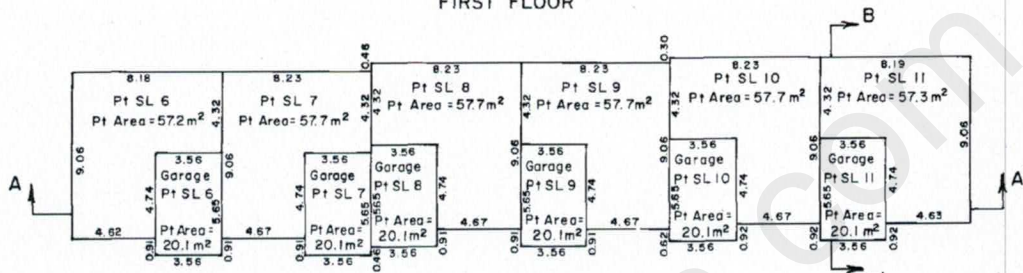 FIRST FLOOR
B
0.46
0.30
8.18
8.23
8.23
8.23
8.23
8.19
Pt SL 6
Pt Area = 57.2 m²
Pt SL 7
Pt Area = 57.7 m²
Pt SL 8
Pt Area = 57.7 m²
Pt SL 9
Pt Area = 57.7 m²
Pt SL 10
Pt Area = 57.7 m²
Pt SL 11
Pt Area = 57.3 m²
4.32
4.32
4.32
4.32
4.32
4.32
9.06
9.06
9.06
9.06
9.06
9.06
A
A
3.56
Garage
Pt SL 6
Pt Area =
20.1 m²
3.56
3.56
Garage
Pt SL 7
Pt Area =
20.1 m²
3.56
3.56
Garage
Pt SL 8
Pt Area =
20.1 m²
3.56
3.56
Garage
Pt SL 9
Pt Area =
20.1 m²
3.56
3.56
Garage
Pt SL 10
Pt Area =
20.1 m²
3.56
3.56
Garage
Pt SL 11
Pt Area =
20.1 m²
3.56
4.74
5.65
4.74
5.65
5.65
4.74
5.65
4.74
5.65
4.74
5.65
4.74
4.62
4.67
4.67
4.67
4.67
4.63
0.91
0.91
0.91
0.46
0.91
0.91
0.91
0.62
0.92
0.92
0.92
com